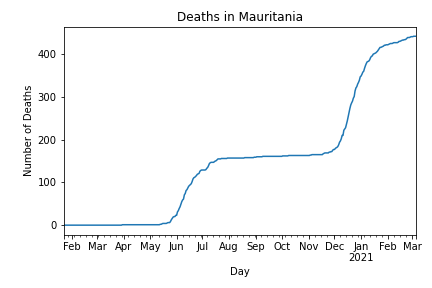 Deaths in Mauritania
Number of Deaths
400
300
200
100
0
Feb Mar Apr May Jun Jul Aug Sep Oct Nov Dec Jan Feb Mar
2021
Day